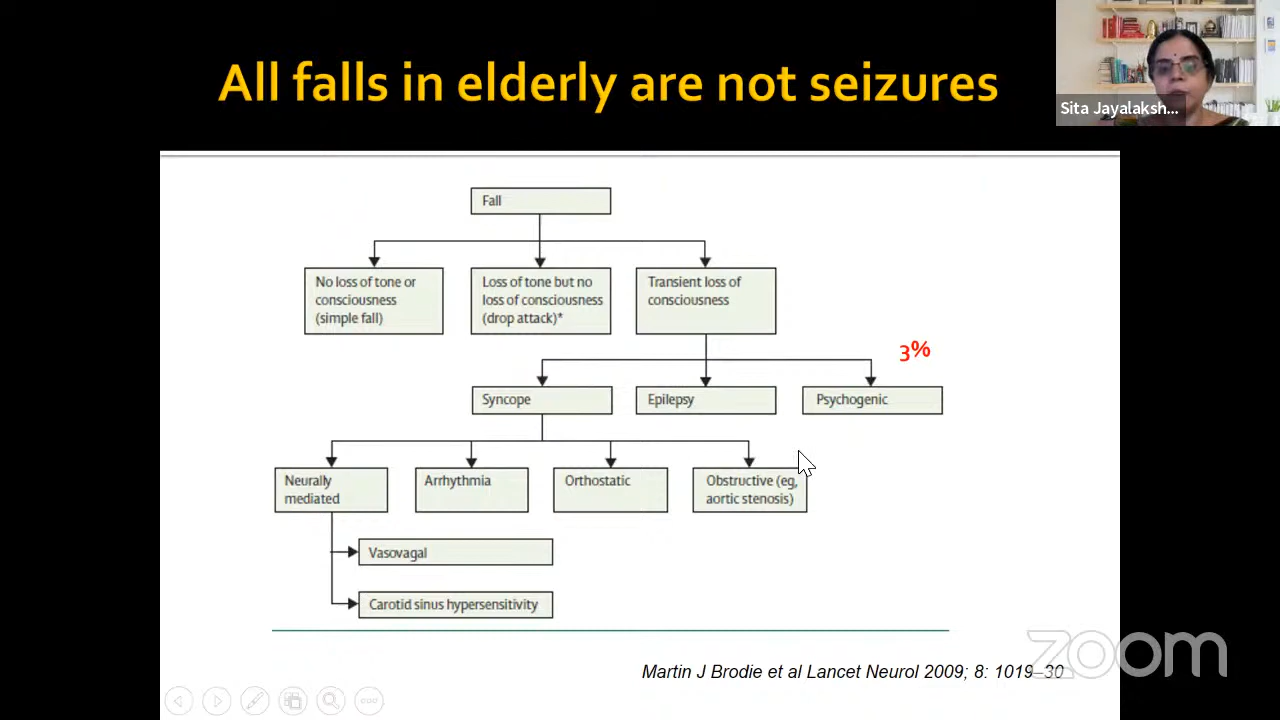 All falls in elderly are not seizures
Sita Jayalaksh...
Fall
No loss of tone or
consciousness
(simple fall)
Loss of tone but no
loss of consciousness
(drop attack)*
Transient loss of
consciousness
3%
Syncope
Epilepsy
Psychogenic
Neurally
mediated
Arrhythmia
Orthostatic
Obstructive (eg,
aortic stenosis)
Vasovagal
Carotid sinus hypersensitivity
Martin J Brodie et al Lancet Neurol 2009; 8: 1019–30
zoom